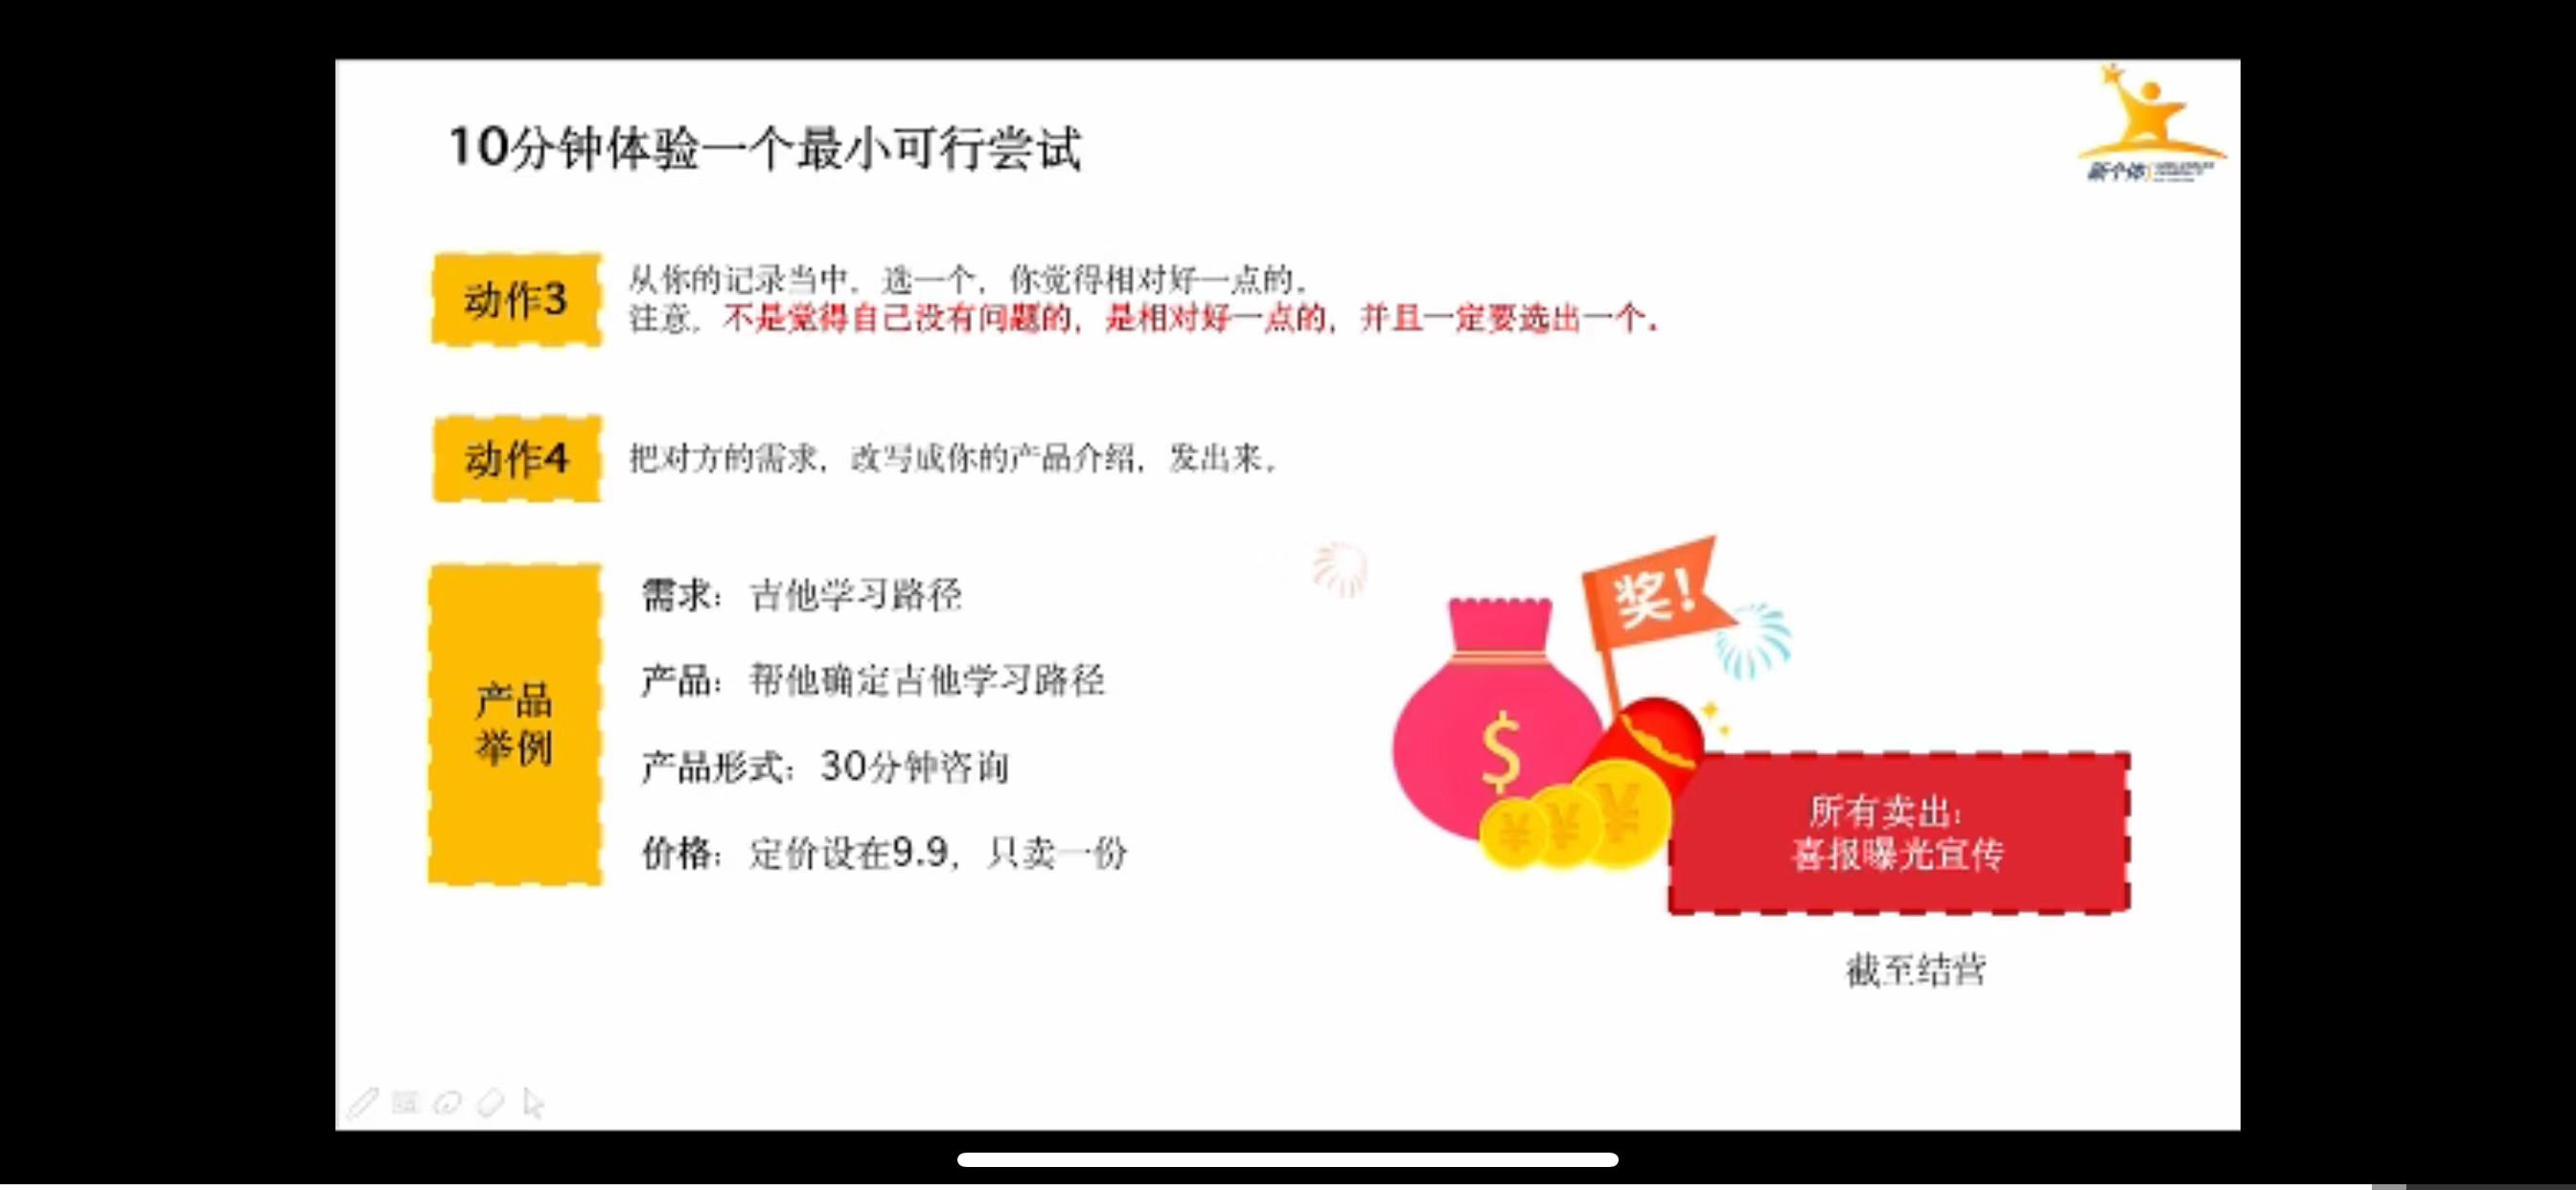 10分钟体验一个最小可行尝试
新个体
动作3
从你的记录当中，选一个，你觉得相对好一点的。
注意，不是觉得自己没有问题的，是相对好一点的，并且一定要选出一个。
动作4
把对方的需求，改写成你的产品介绍，发出来。
产品
举例
需求：吉他学习路径
产品：帮他确定吉他学习路径
产品形式：30分钟咨询
价格：定价设在9.9，只卖一份
奖！
$
¥ ¥ ¥
所有卖出：
喜报曝光宣传
截至结营